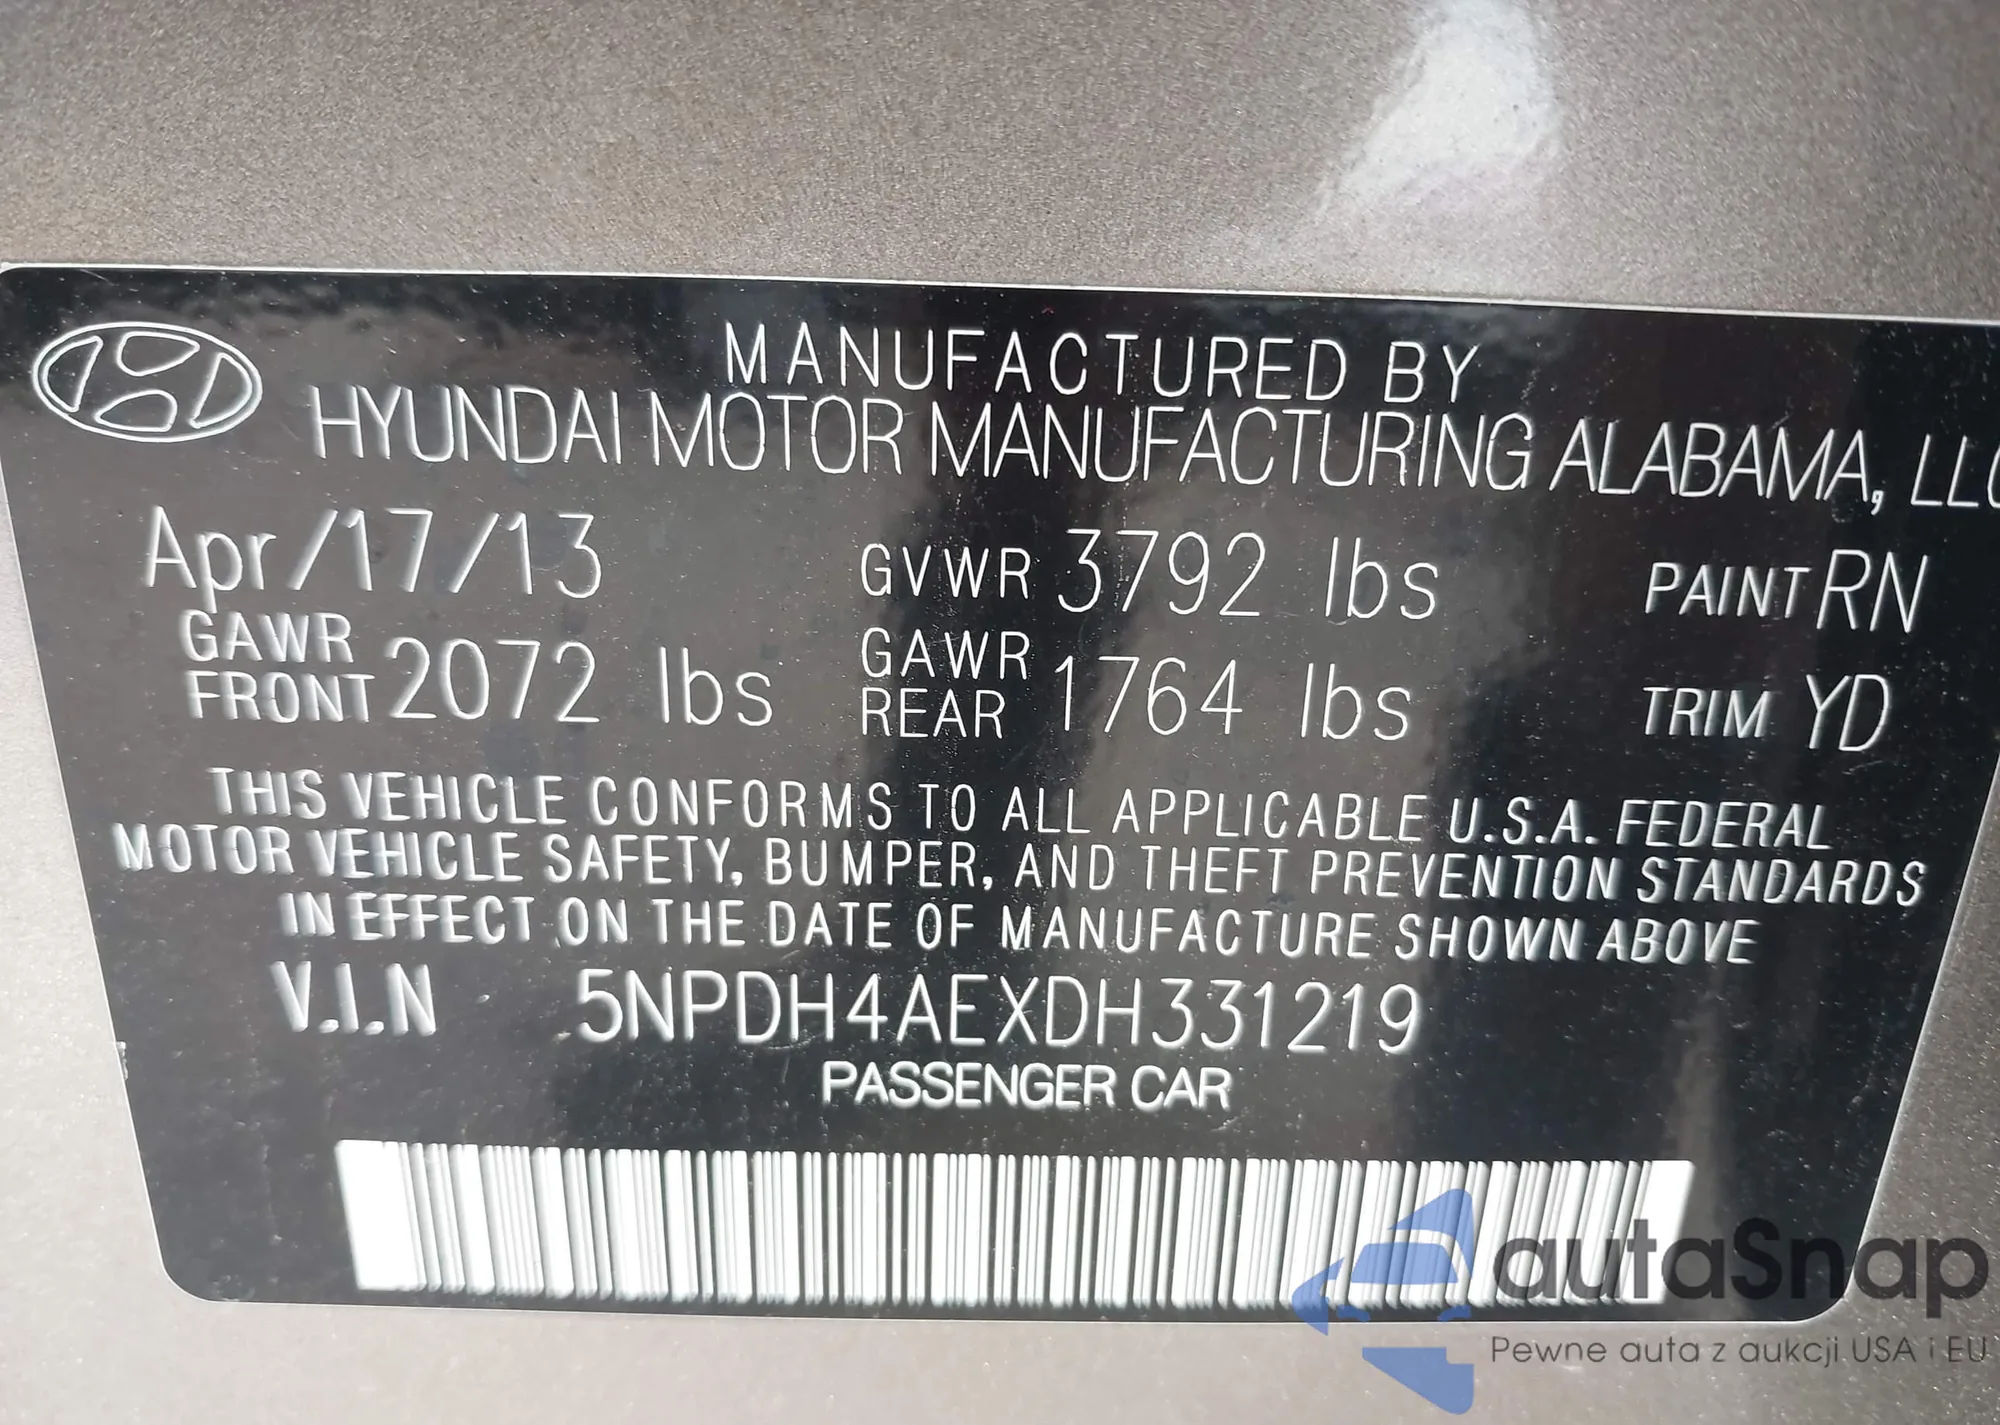 MANUFACTURED BY
HYUNDAI MOTOR MANUFACTURING ALABAMA, LLC
Apr/17/13 GVWR 3792 lbs PAINT RN
GAWR FRONT 2072 lbs GAWR REAR 1764 lbs TRIM YD
THIS VEHICLE CONFORMS TO ALL APPLICABLE U.S.A. FEDERAL
MOTOR VEHICLE SAFETY, BUMPER, AND THEFT PREVENTION STANDARDS
IN EFFECT ON THE DATE OF MANUFACTURE SHOWN ABOVE
V.I.N 5NPDH4AEXDH331219
PASSENGER CAR
autaSnap
Pewne auta z aukcji USA i EU